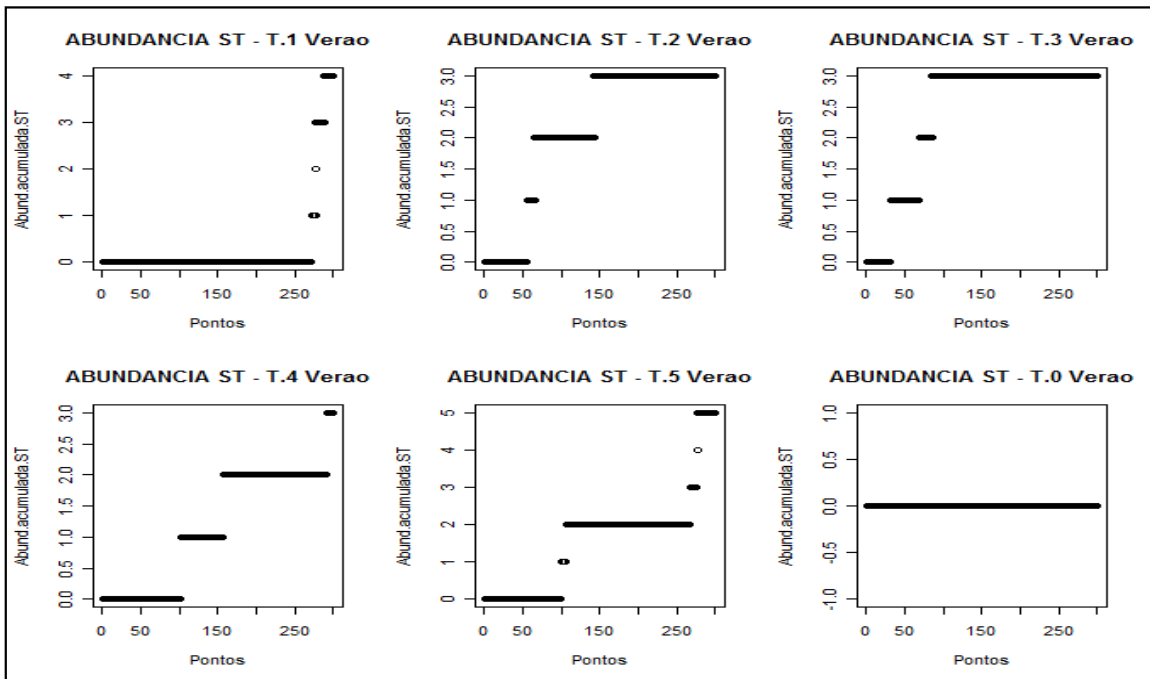 ABUNDANCIA ST - T.1 Verao
Abund.acumulada.ST
4
3
2
1
0
0 50 150 250
Pontos
ABUNDANCIA ST - T.2 Verao
Abund.acumulada.ST
3.0
2.5
2.0
1.5
1.0
0.5
0.0
0 50 150 250
Pontos
ABUNDANCIA ST - T.3 Verao
Abund.acumulada.ST
3.0
2.5
2.0
1.5
1.0
0.5
0.0
0 50 150 250
Pontos
ABUNDANCIA ST - T.4 Verao
Abund.acumulada.ST
3.0
2.5
2.0
1.5
1.0
0.5
0.0
0 50 150 250
Pontos
ABUNDANCIA ST - T.5 Verao
Abund.acumulada.ST
5
4
3
2
1
0
0 50 150 250
Pontos
ABUNDANCIA ST - T.0 Verao
Abund.acumulada.ST
1.0
0.5
0.0
-0.5
-1.0
0 50 150 250
Pontos